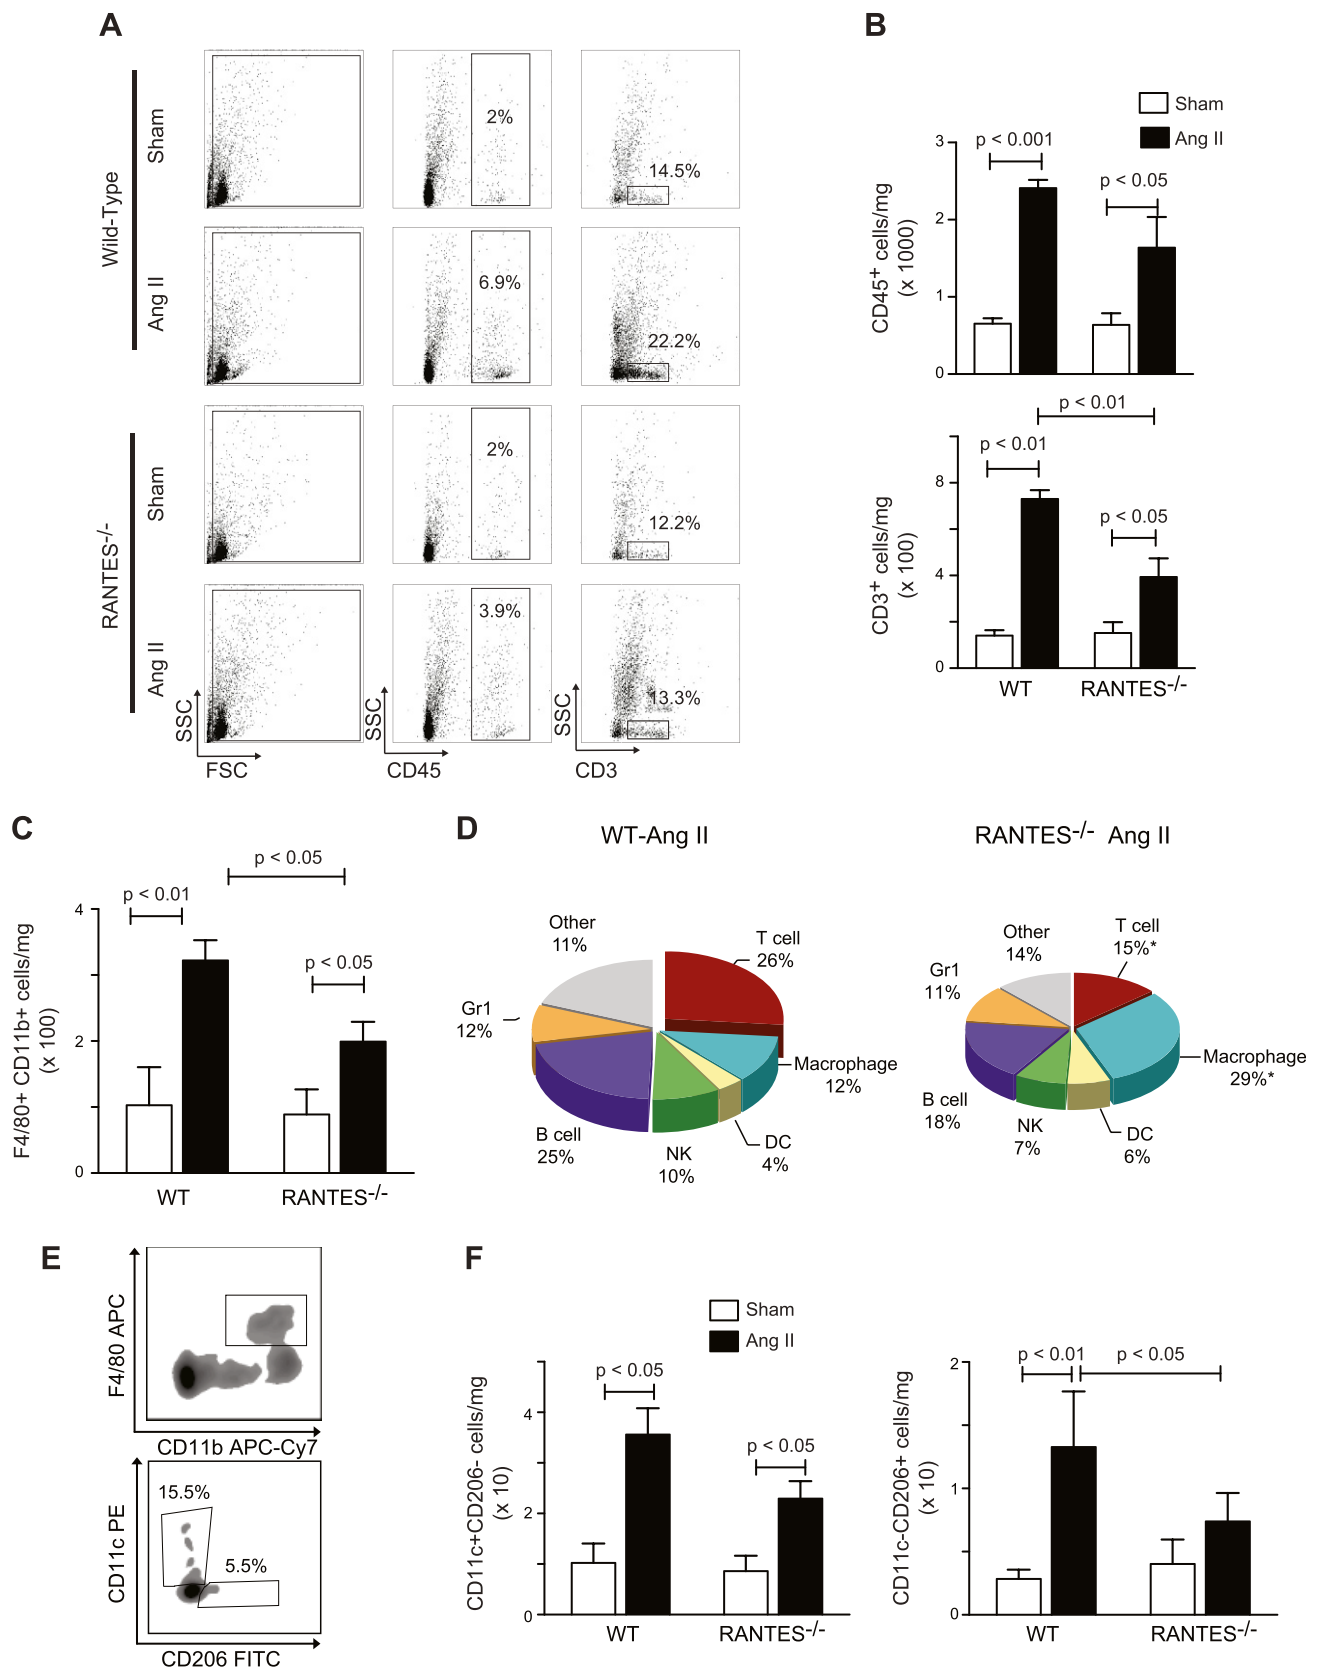 A
Wild-Type
Sham
2%
14.5%
Ang II
6.9%
22.2%
RANTES-/-
Sham
2%
12.2%
Ang II
3.9%
13.3%
SSC
FSC
SSC
CD45
SSC
CD3
B
Sham
Ang II
CD45+ cells/mg
(x 1000)
3
2
1
0
p < 0.001
p < 0.05
CD3+ cells/mg
(x 100)
8
4
0
p < 0.01
p < 0.01
p < 0.05
WT
RANTES-/-
C
F4/80+ CD11b+ cells/mg
(x 100)
4
2
0
p < 0.05
p < 0.01
p < 0.05
WT
RANTES-/-
D
WT-Ang II
Other
11%
T cell
26%
Gr1
12%
Macrophage
12%
B cell
25%
NK
10%
DC
4%
RANTES-/- Ang II
Other
14%
T cell
15%*
Gr1
11%
Macrophage
29%*
B cell
18%
NK
7%
DC
6%
E
F4/80 APC
CD11b APC-Cy7
CD11c PE
15.5%
5.5%
CD206 FITC
F
Sham
Ang II
CD11c+CD206- cells/mg
(x 10)
4
2
0
p < 0.05
p < 0.05
WT
RANTES-/-
CD11c-CD206+ cells/mg
(x 10)
2
1
0
p < 0.01
p < 0.05
WT
RANTES-/-